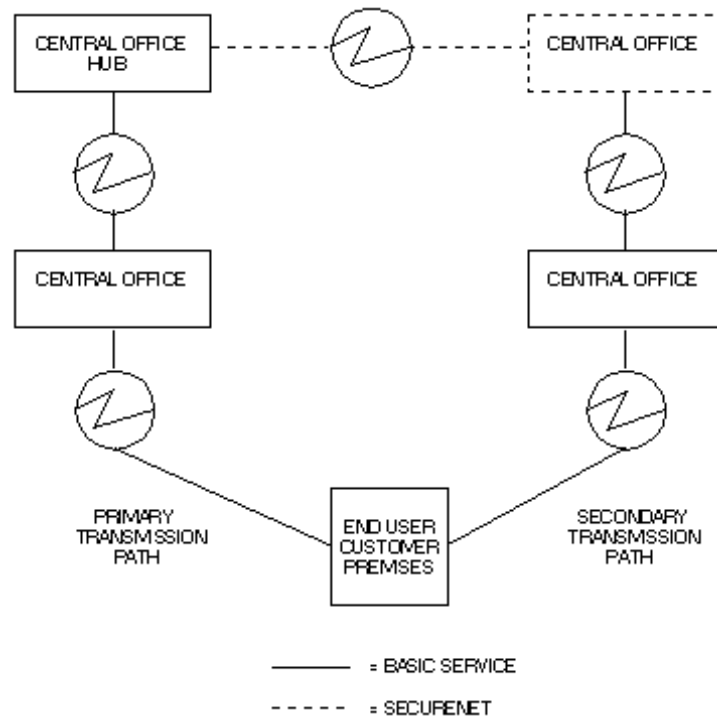 CENTRAL OFFICE
HUB
CENTRAL OFFICE
CENTRAL OFFICE
CENTRAL OFFICE
PRIMARY
TRANSMISSION
PATH
END USER
CUSTOMER
PREMISES
SECONDARY
TRANSMISSION
PATH
= BASIC SERVICE
= SECURENET